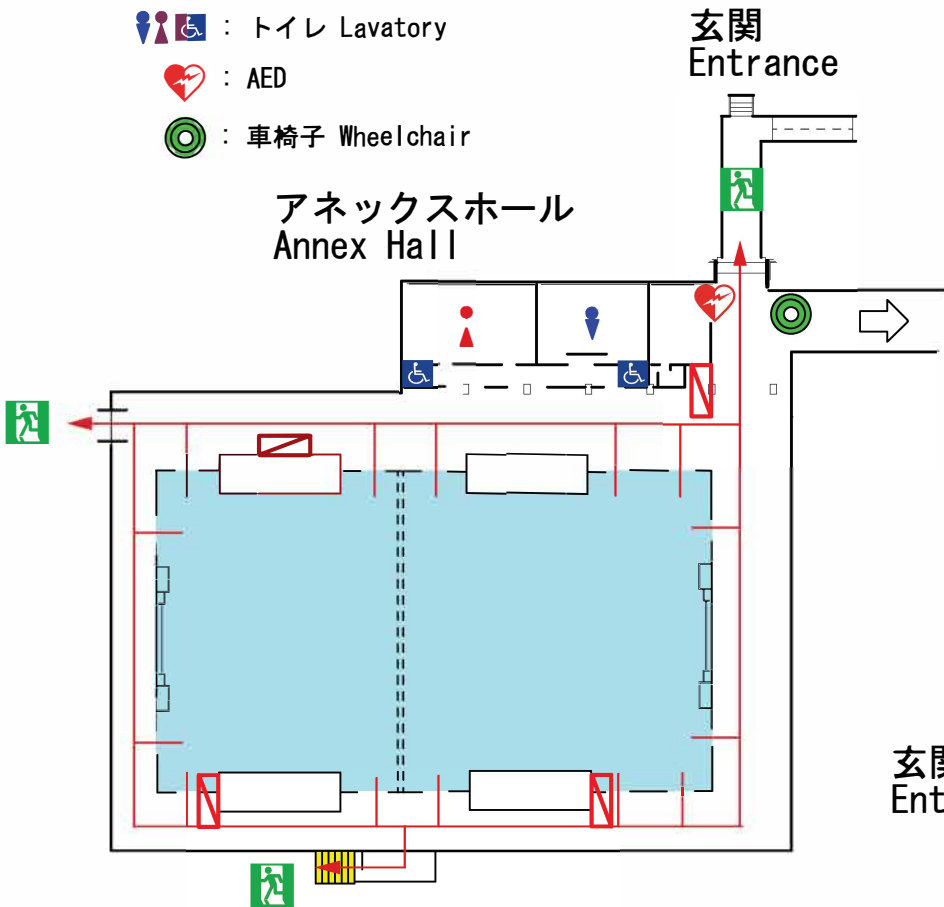 : トイレ Lavatory
: AED
: 車椅子 Wheelchair
玄関
Entrance
アネックスホール
Annex Hall
玄関
Ent